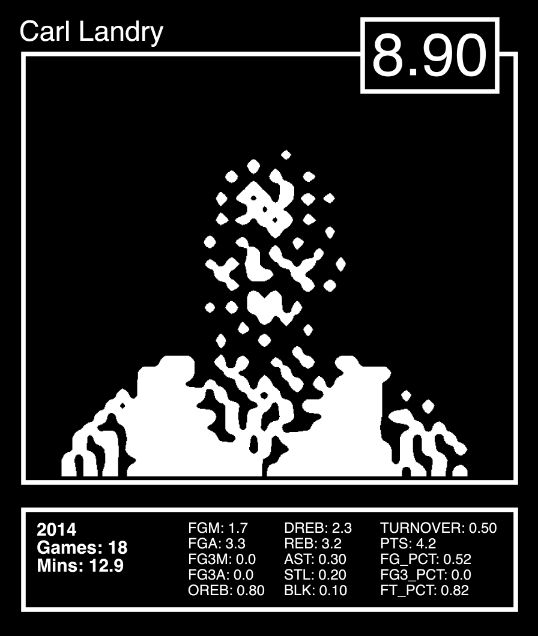 Carl Landry
8.90
2014
Games: 18
Mins: 12.9
FGM: 1.7
FGA: 3.3
FG3M: 0.0
FG3A: 0.0
OREB: 0.80
DREB: 2.3
REB: 3.2
AST: 0.30
STL: 0.20
BLK: 0.10
TURNOVER: 0.50
PTS: 4.2
FG_PCT: 0.52
FG3_PCT: 0.0
FT_PCT: 0.82